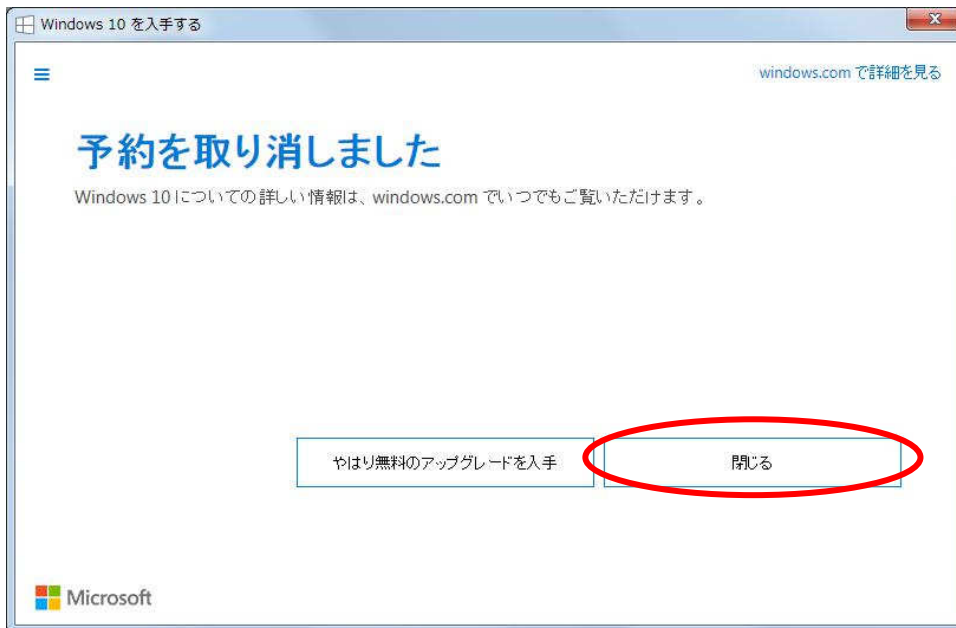 Windows 10 を入手する
windows.com で詳細を見る
予約を取り消しました
Windows 10 についての詳しい情報は、windows.com でいつでもご覧いただけます。
やはり無料のアップグレードを入手
閉じる
Microsoft